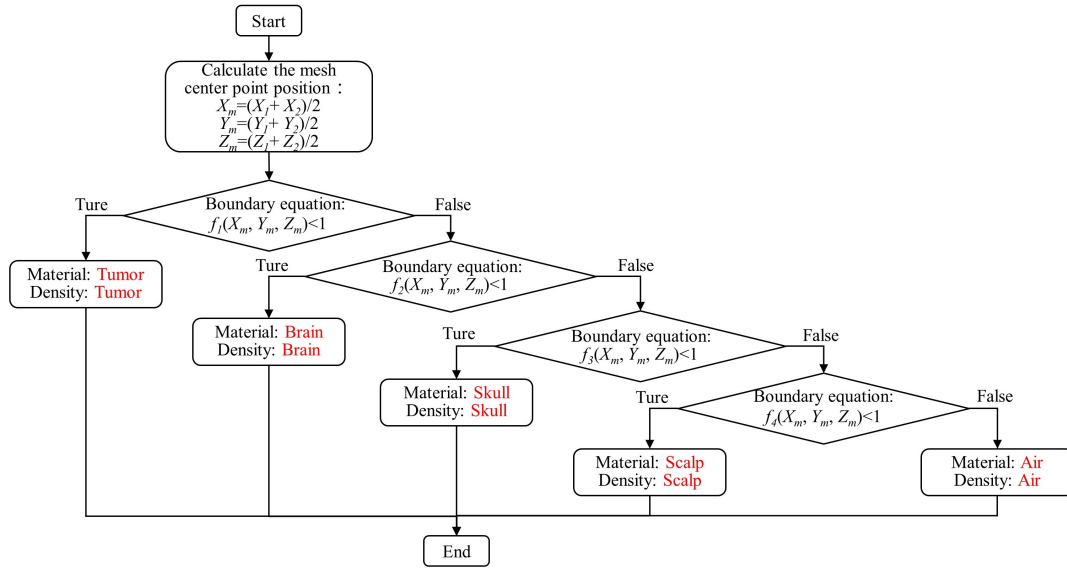 Start
Calculate the mesh
center point position：
Xₘ=(X₁+ X₂)/2
Yₘ=(Y₁+ Y₂)/2
Zₘ=(Z₁+ Z₂)/2
Ture
Boundary equation:
f₁(Xₘ, Yₘ, Zₘ)<1
False
Material: Tumor
Density: Tumor
Ture
Boundary equation:
f₂(Xₘ, Yₘ, Zₘ)<1
False
Material: Brain
Density: Brain
Ture
Boundary equation:
f₃(Xₘ, Yₘ, Zₘ)<1
False
Material: Skull
Density: Skull
Ture
Boundary equation:
f₄(Xₘ, Yₘ, Zₘ)<1
False
Material: Scalp
Density: Scalp
Material: Air
Density: Air
End